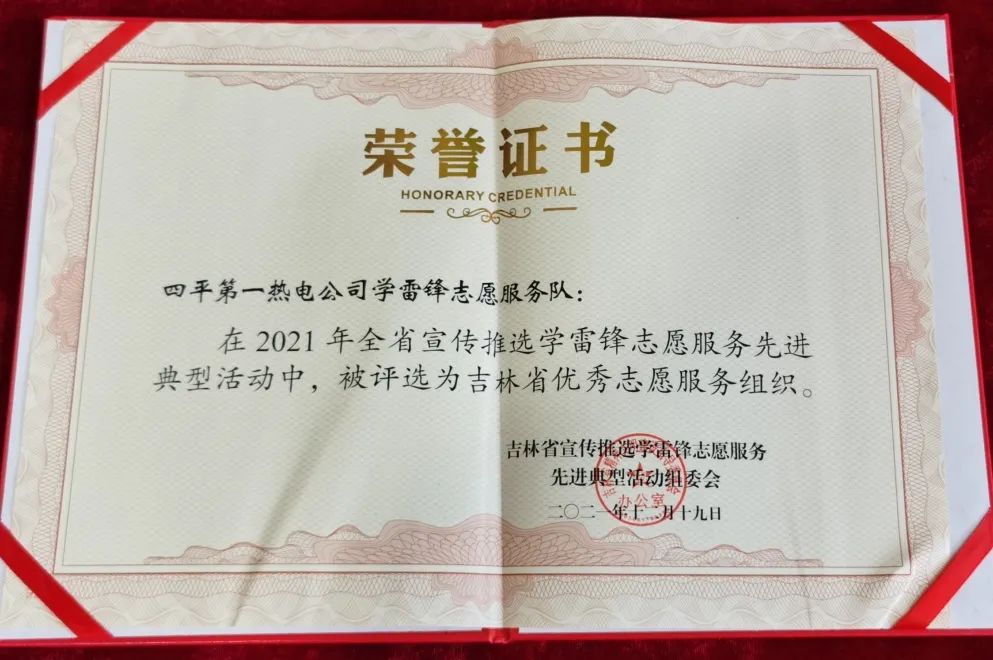 荣誉证书
HONORARY CREDENTIAL
四平第一热电公司学雷锋志愿服务队：
在2021年全省宣传推选学雷锋志愿服务先进
典型活动中，被评选为吉林省优秀志愿服务组织。
吉林省宣传推选学雷锋志愿服务
先进典型活动组委会
办公室
二〇二一年十二月十九日